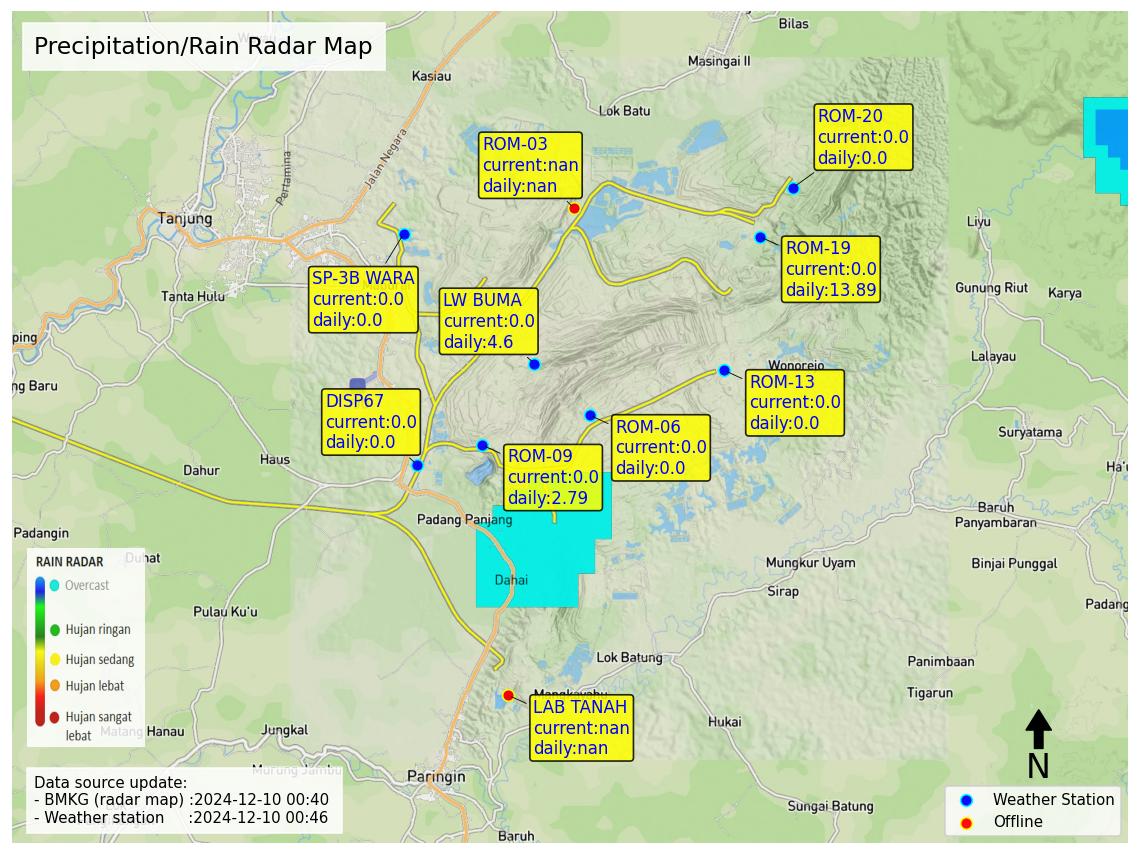 Precipitation/Rain Radar Map
Bilas
Masingai II
Kasiau
Lok Batu
Jalan Negara
Pertamina
Tanjung
Tanta Hulu
ROM-20
current:0.0
daily:0.0
ROM-03
current:nan
daily:nan
ROM-19
current:0.0
daily:13.89
SP-3B WARA
current:0.0
daily:0.0
LW BUMA
current:0.0
daily:4.6
Liyu
Gunung Riut
Karya
Lalayau
Wonorejo
ROM-13
current:0.0
daily:0.0
ping
ng Baru
DISP67
current:0.0
daily:0.0
ROM-06
current:0.0
daily:0.0
ROM-09
current:0.0
daily:2.79
Suryatama
Haus
Dahur
Ha'u
Padang Panjang
Baruh
Panyambaran
Padangin
Duhat
Binjai Punggal
Mungkur Uyam
Dahai
Sirap
Padang
Pulau Ku'u
RAIN RADAR
Overcast
Hujan ringan
Hujan sedang
Hujan lebat
Hujan sangat
lebat
Lok Batung
Panimbaan
Tigarun
Mangkayahu
LAB TANAH
current:nan
daily:nan
Hukai
Matang Hanau
Jungkal
Murung Jambu
Paringin
Sungai Batung
Baruh
Data source update:
- BMKG (radar map) :2024-12-10 00:40
- Weather station :2024-12-10 00:46
N
Weather Station
Offline